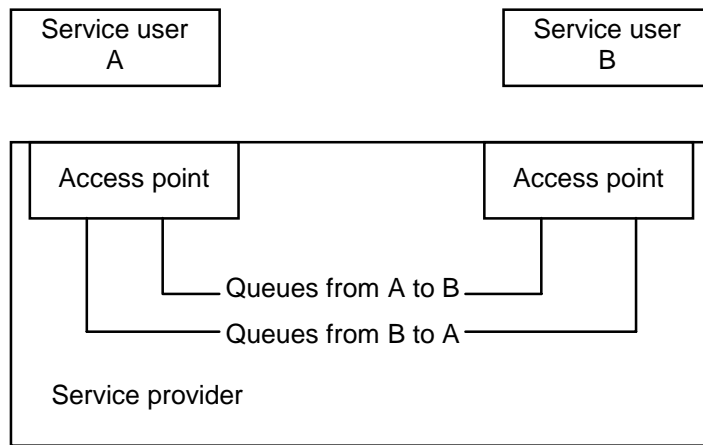 Service user
A
Service user
B
Access point
Access point
Queues from A to B
Queues from B to A
Service provider